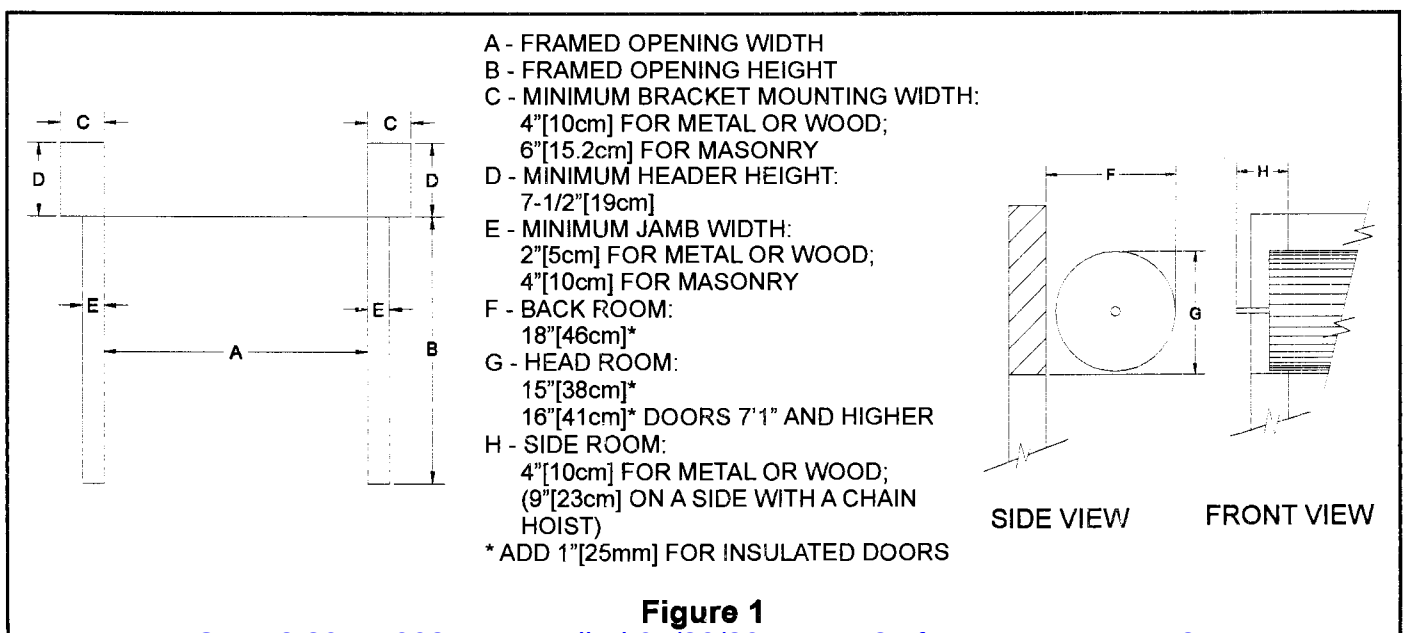 A - FRAMED OPENING WIDTH
B - FRAMED OPENING HEIGHT
C - MINIMUM BRACKET MOUNTING WIDTH:
4"[10cm] FOR METAL OR WOOD;
6"[15.2cm] FOR MASONRY
D - MINIMUM HEADER HEIGHT:
7-1/2"[19cm]
E - MINIMUM JAMB WIDTH:
2"[5cm] FOR METAL OR WOOD;
4"[10cm] FOR MASONRY
F - BACK ROOM:
18"[46cm]*
G - HEAD ROOM:
15"[38cm]*
16"[41cm]* DOORS 7'1" AND HIGHER
H - SIDE ROOM:
4"[10cm] FOR METAL OR WOOD;
(9"[23cm] ON A SIDE WITH A CHAIN
HOIST)
* ADD 1"[25mm] FOR INSULATED DOORS
C
C
D
D
E
E
A
B
F
H
G
SIDE VIEW
FRONT VIEW
Figure 1